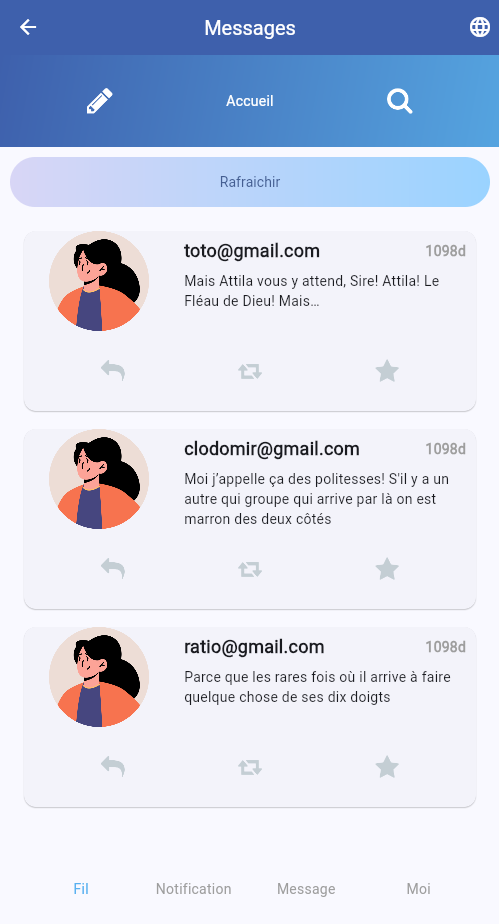 Messages
Accueil
Rafraichir
toto@gmail.com 1098d
Mais Attila vous y attend, Sire! Attila! Le
Fléau de Dieu! Mais…
clodomir@gmail.com 1098d
Moi j’appelle ça des politesses! S'il y a un
autre qui groupe qui arrive par là on est
marron des deux côtés
ratio@gmail.com 1098d
Parce que les rares fois où il arrive à faire
quelque chose de ses dix doigts
Fil Notification Message Moi